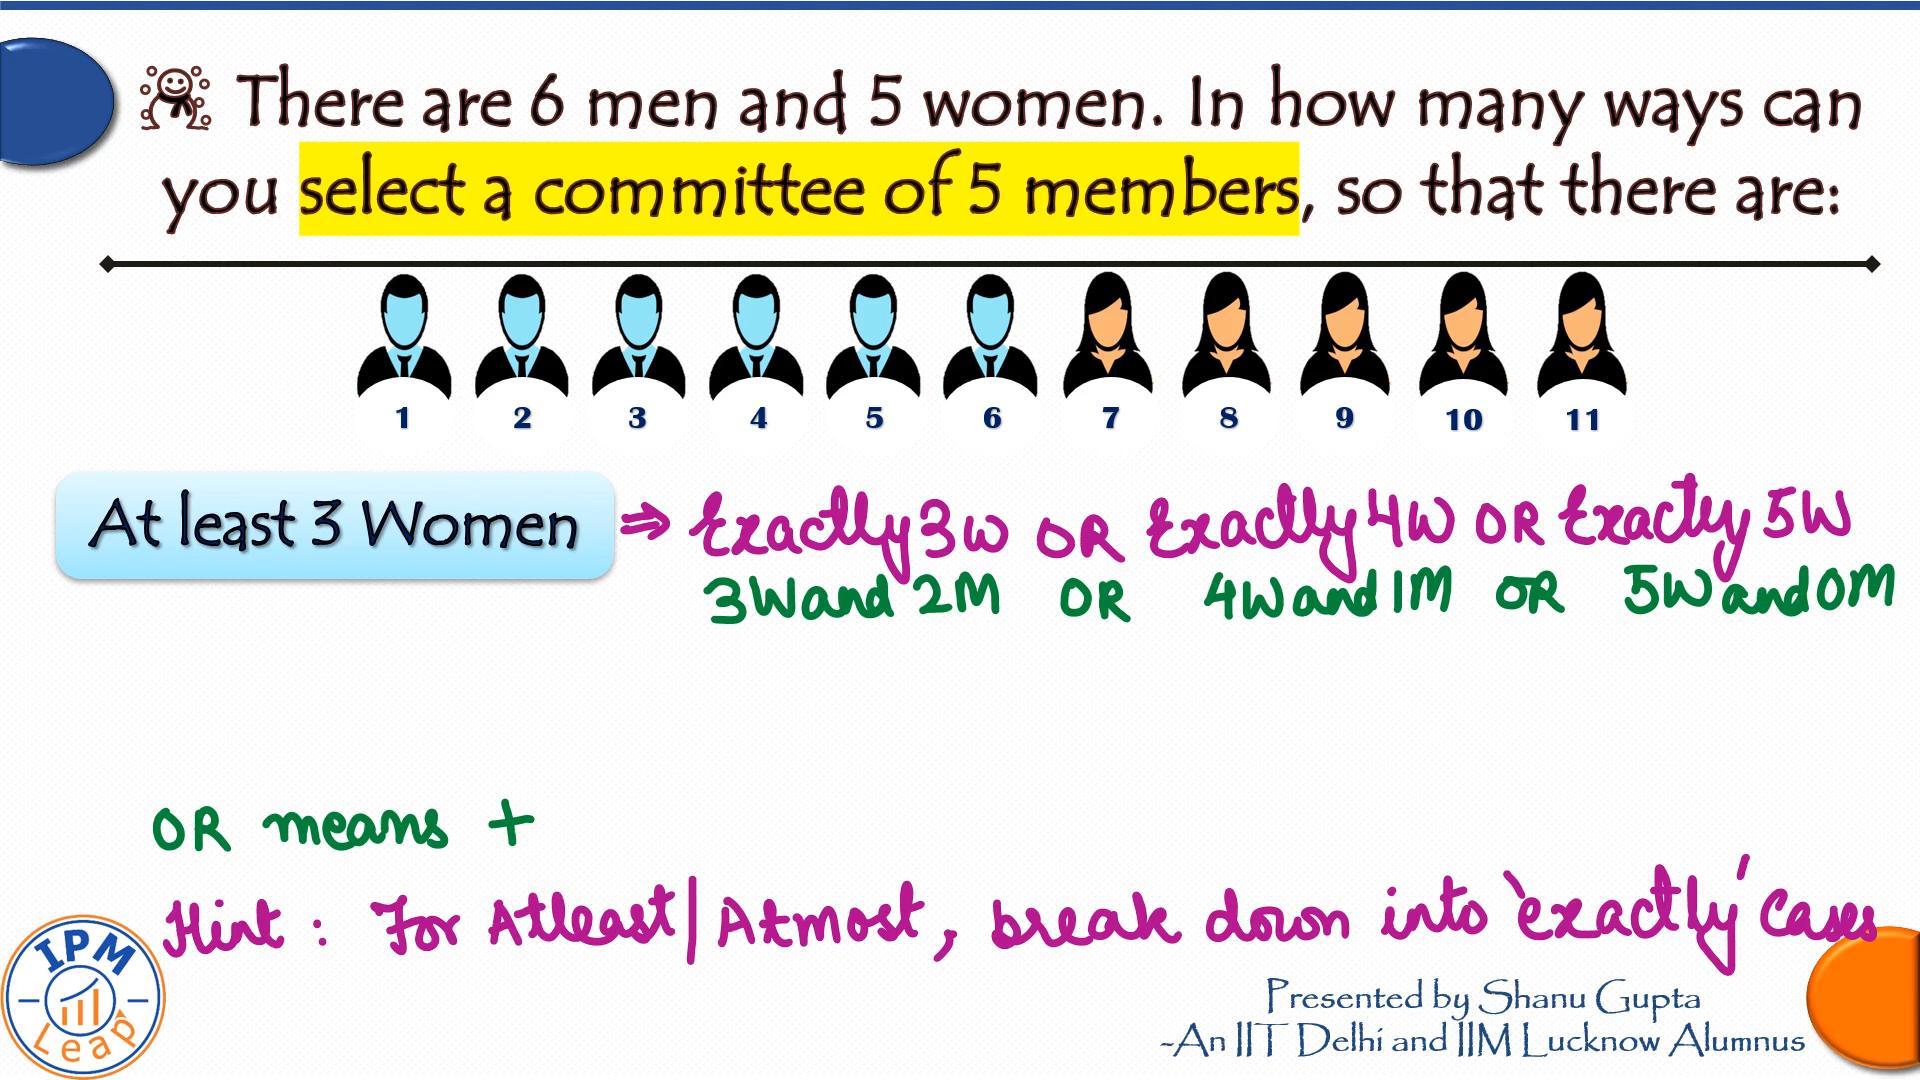 There are 6 men and 5 women. In how many ways can
you select a committee of 5 members, so that there are:
1 2 3 4 5 6 7 8 9 10 11
At least 3 Women ⇒ Exactly 3W OR Exactly 4W OR Exactly 5W
3W and 2M OR 4W and 1M OR 5W and 0M
OR means +
Hint : For Atleast/Atmost, break down into 'exactly' cases
IPM
Leap
Presented by Shanu Gupta
-An IIT Delhi and IIM Lucknow Alumnus